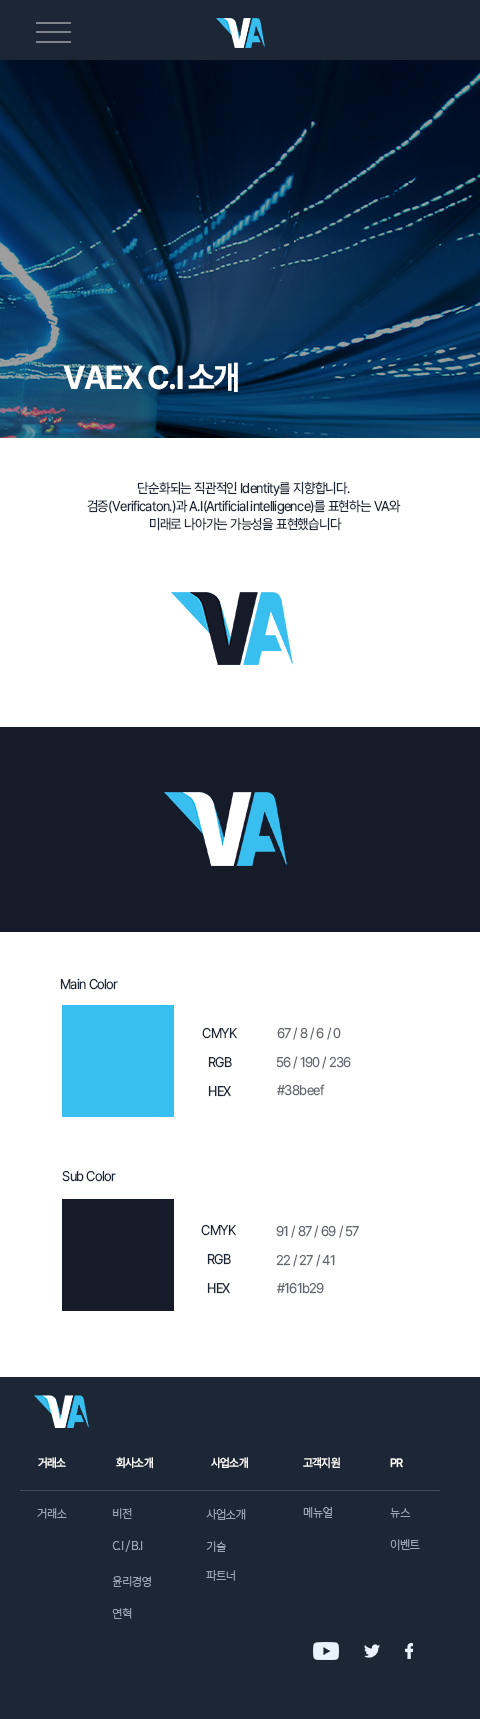 VA
VAEX C.I 소개
단순화되는 직관적인 Identity를 지향합니다.
검증(Verificaton.)과 A.I(Artificial intelligence)를 표현하는 VA와
미래로 나아가는 가능성을 표현했습니다
VA
VA
Main Color
CMYK 67 / 8 / 6 / 0
RGB 56 / 190 / 236
HEX #38beef
Sub Color
CMYK 91 / 87 / 69 / 57
RGB 22 / 27 / 41
HEX #161b29
VA
거래소 회사소개 사업소개 고객지원 PR
거래소 비전 사업소개 메뉴얼 뉴스
C.I / B.I 기술 이벤트
윤리경영 파트너
연혁